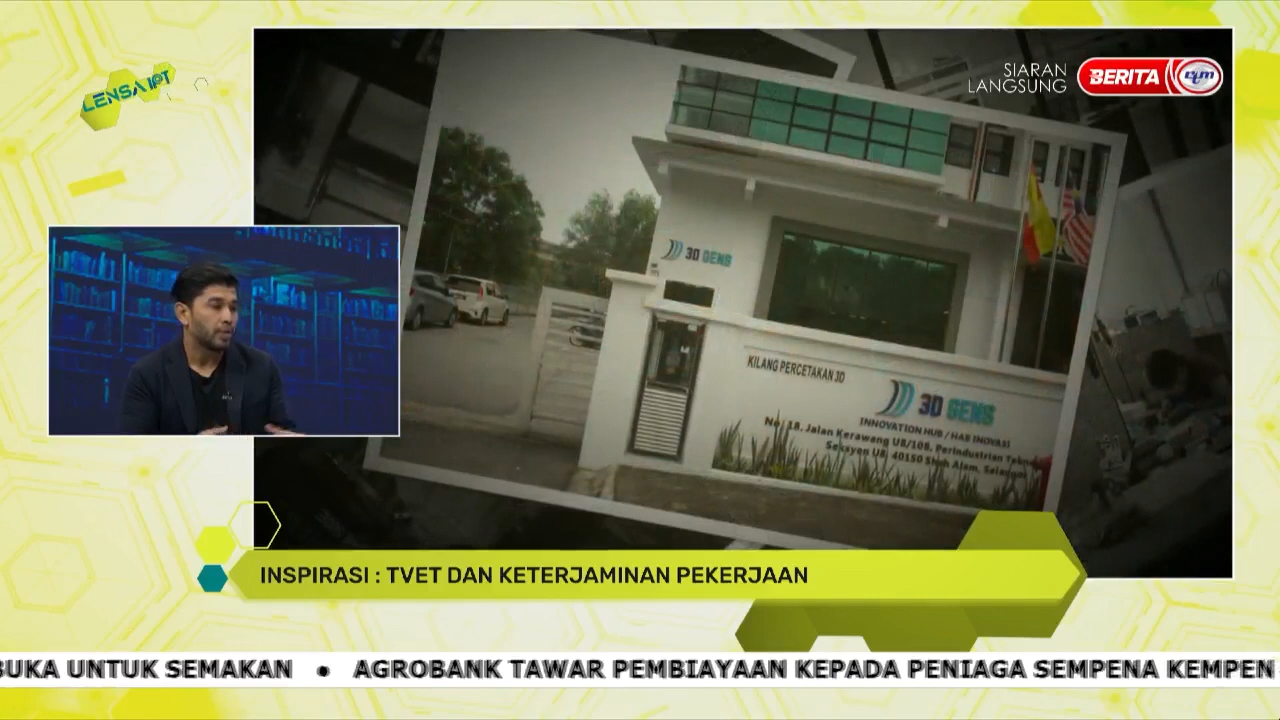 LENSA IPT
SIARAN
LANGSUNG
BERITA rtm
3D GENS
KILANG PERCETAKAN 3D
3D GENS
INNOVATION HUB / HAB INOVASI
No. 18, Jalan Kerawang U8/108, Perindustrian
Seksyen U8, 40150 Shah Alam, Selangor
INSPIRASI : TVET DAN KETERJAMINAN PEKERJAAN
BUKA UNTUK SEMAKAN • AGROBANK TAWAR PEMBIAYAAN KEPADA PENIAGA SEMPENA KEMPEN